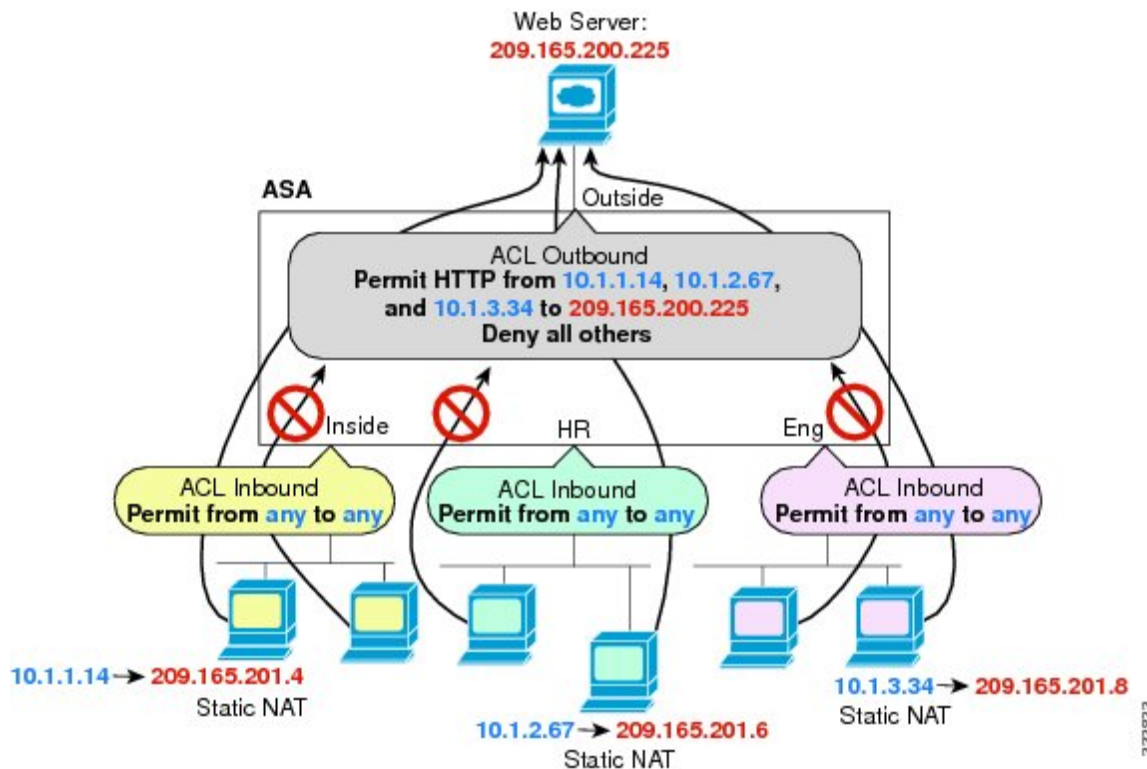 Web Server:
209.165.200.225
ASA
Outside
ACL Outbound
Permit HTTP from 10.1.1.14, 10.1.2.67,
and 10.1.3.34 to 209.165.200.225
Deny all others
Inside
HR
Eng
ACL Inbound
Permit from any to any
ACL Inbound
Permit from any to any
ACL Inbound
Permit from any to any
10.1.1.14 → 209.165.201.4
Static NAT
10.1.2.67 → 209.165.201.6
Static NAT
10.1.3.34 → 209.165.201.8
Static NAT